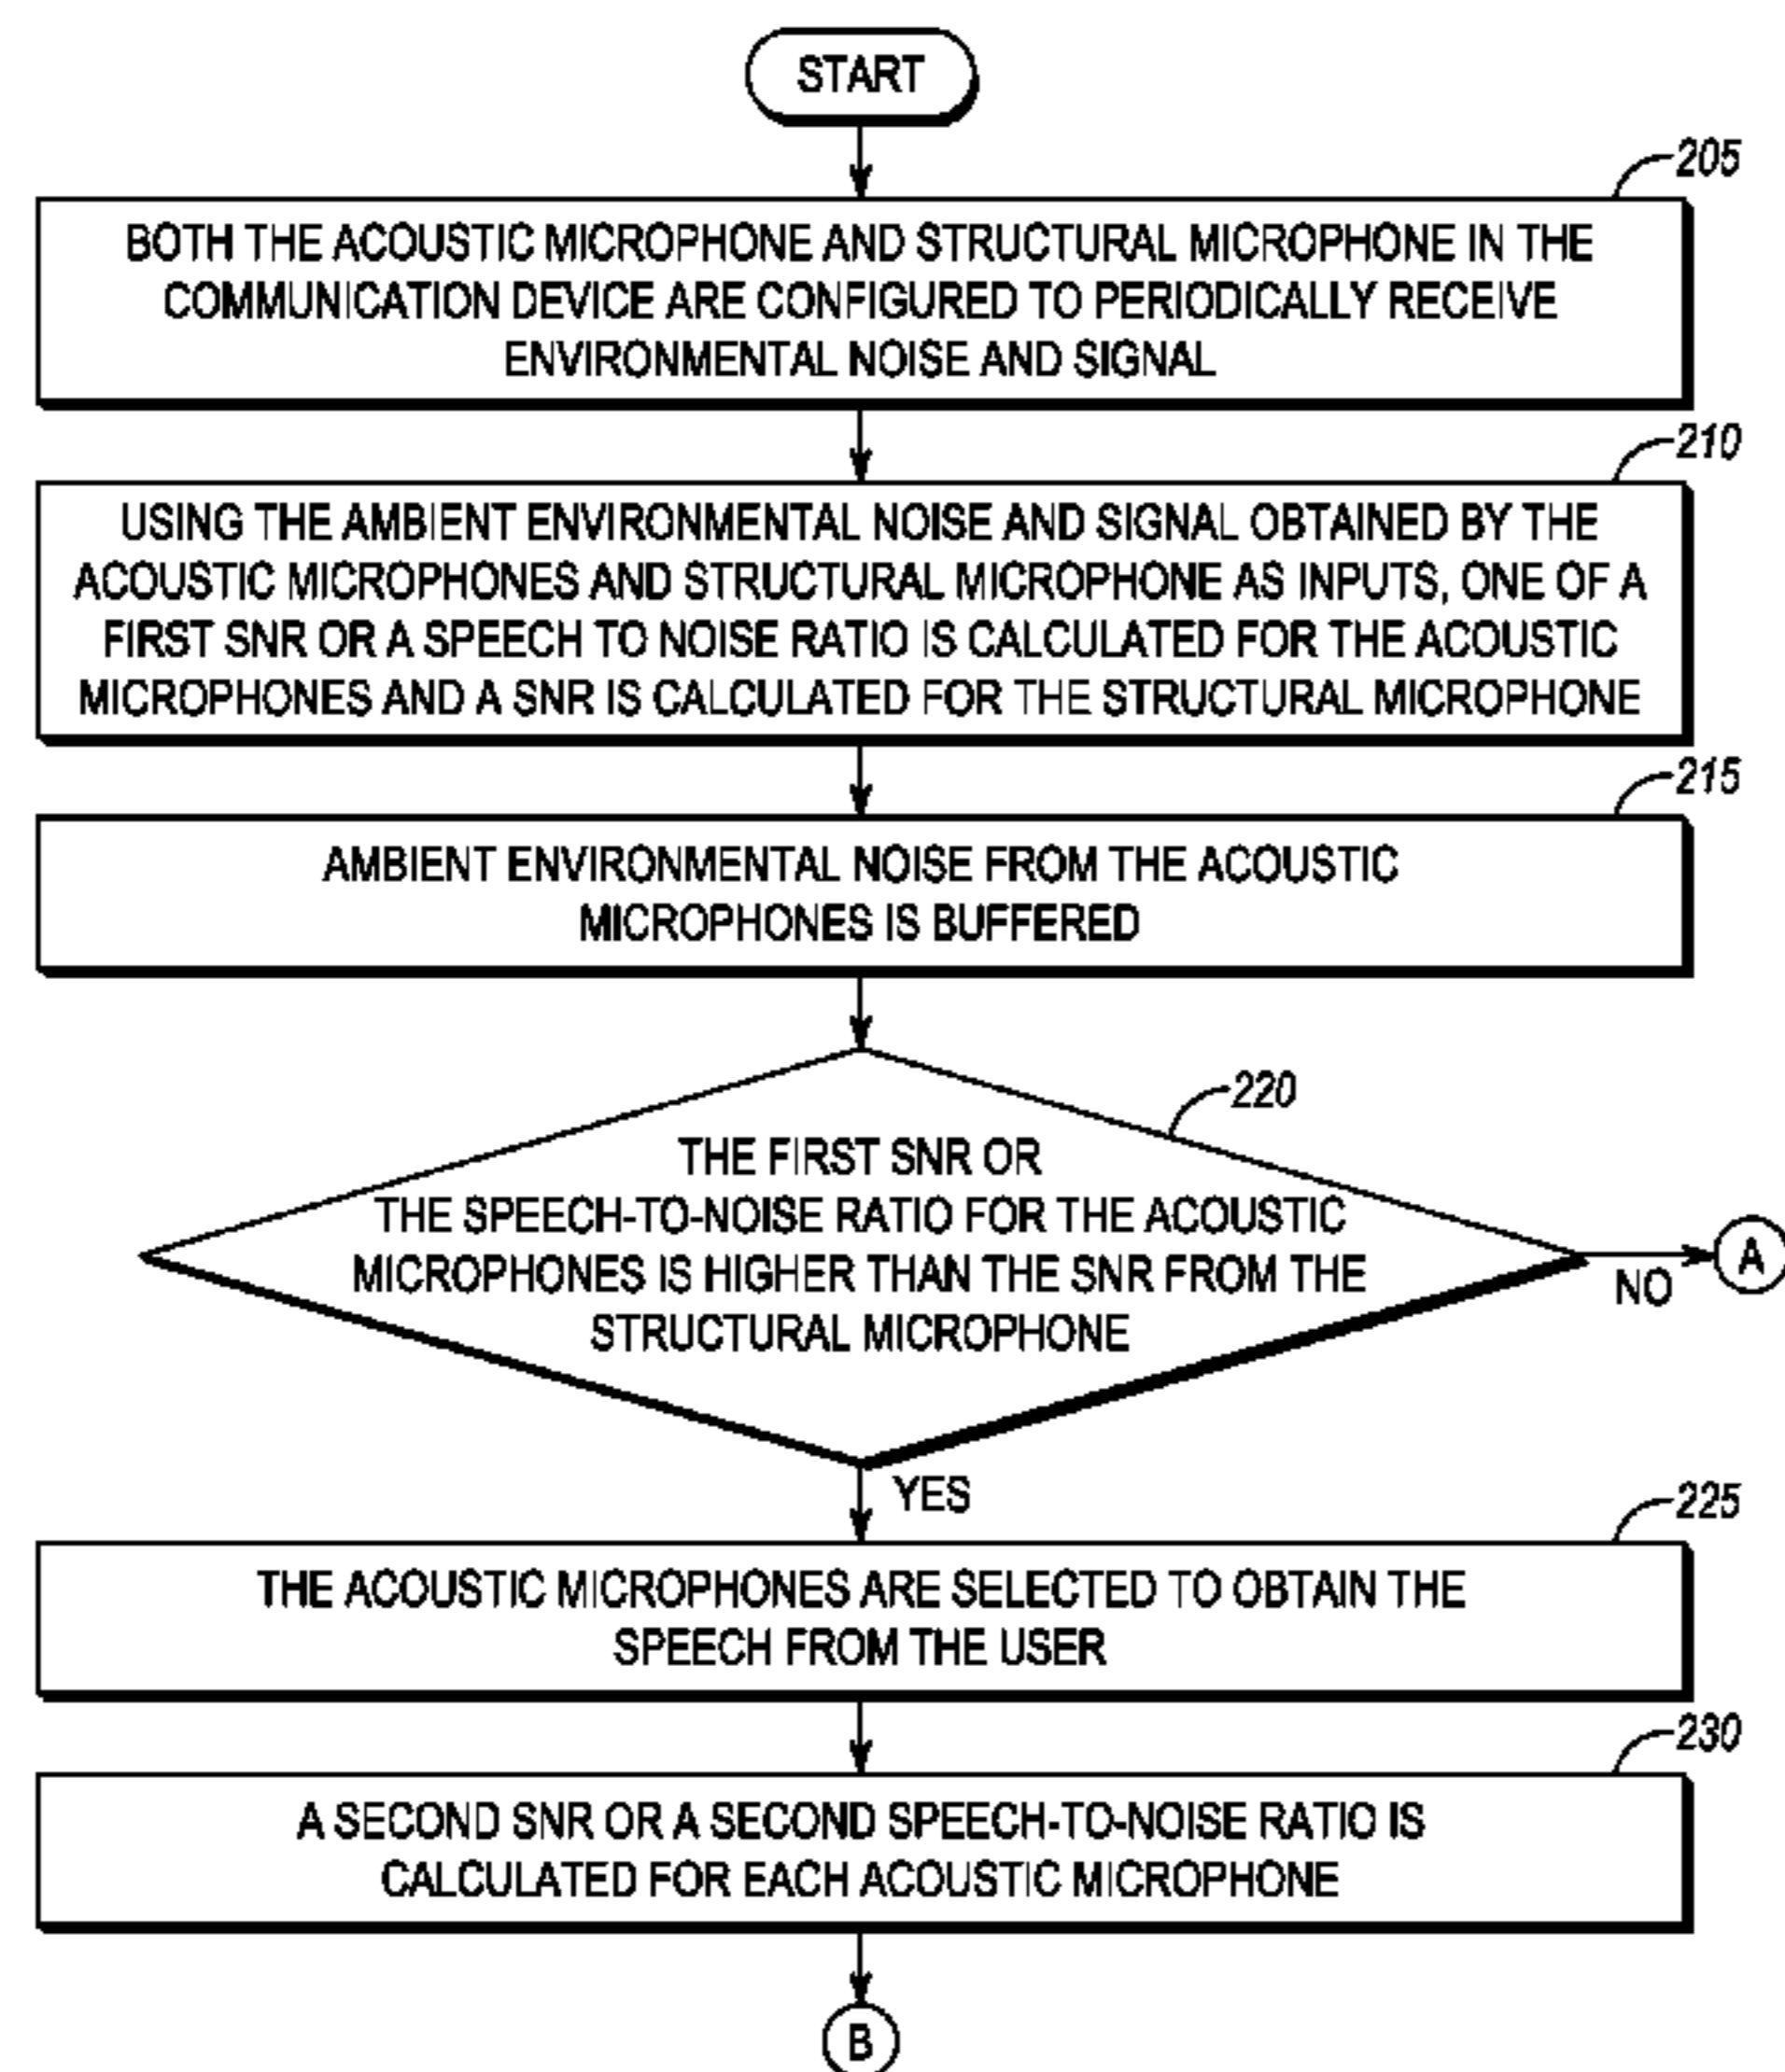 START
205
BOTH THE ACOUSTIC MICROPHONE AND STRUCTURAL MICROPHONE IN THE
COMMUNICATION DEVICE ARE CONFIGURED TO PERIODICALLY RECEIVE
ENVIRONMENTAL NOISE AND SIGNAL
210
USING THE AMBIENT ENVIRONMENTAL NOISE AND SIGNAL OBTAINED BY THE
ACOUSTIC MICROPHONES AND STRUCTURAL MICROPHONE AS INPUTS, ONE OF A
FIRST SNR OR A SPEECH TO NOISE RATIO IS CALCULATED FOR THE ACOUSTIC
MICROPHONES AND A SNR IS CALCULATED FOR THE STRUCTURAL MICROPHONE
215
AMBIENT ENVIRONMENTAL NOISE FROM THE ACOUSTIC
MICROPHONES IS BUFFERED
220
THE FIRST SNR OR
THE SPEECH-TO-NOISE RATIO FOR THE ACOUSTIC
MICROPHONES IS HIGHER THAN THE SNR FROM THE
STRUCTURAL MICROPHONE
A
NO
YES
225
THE ACOUSTIC MICROPHONES ARE SELECTED TO OBTAIN THE
SPEECH FROM THE USER
230
A SECOND SNR OR A SECOND SPEECH-TO-NOISE RATIO IS
CALCULATED FOR EACH ACOUSTIC MICROPHONE
B